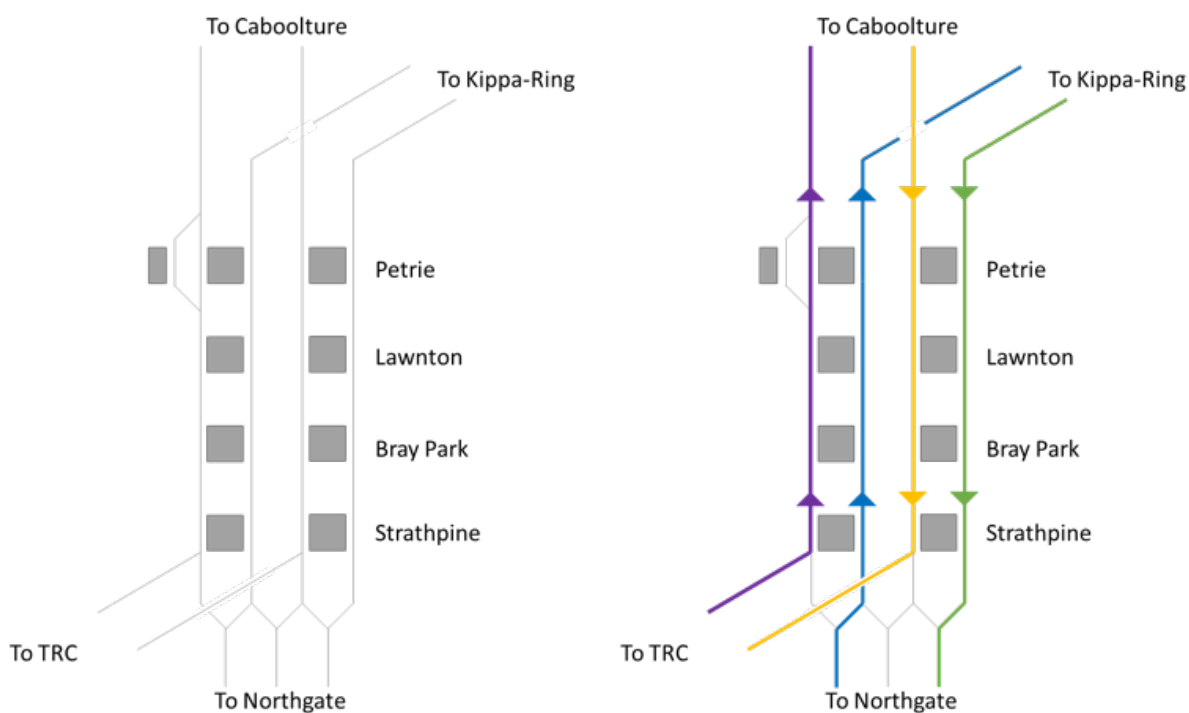 To Caboolture
To Kippa-Ring
Petrie
Lawnton
Bray Park
Strathpine
To TRC
To Northgate
To Caboolture
To Kippa-Ring
Petrie
Lawnton
Bray Park
Strathpine
To TRC
To Northgate